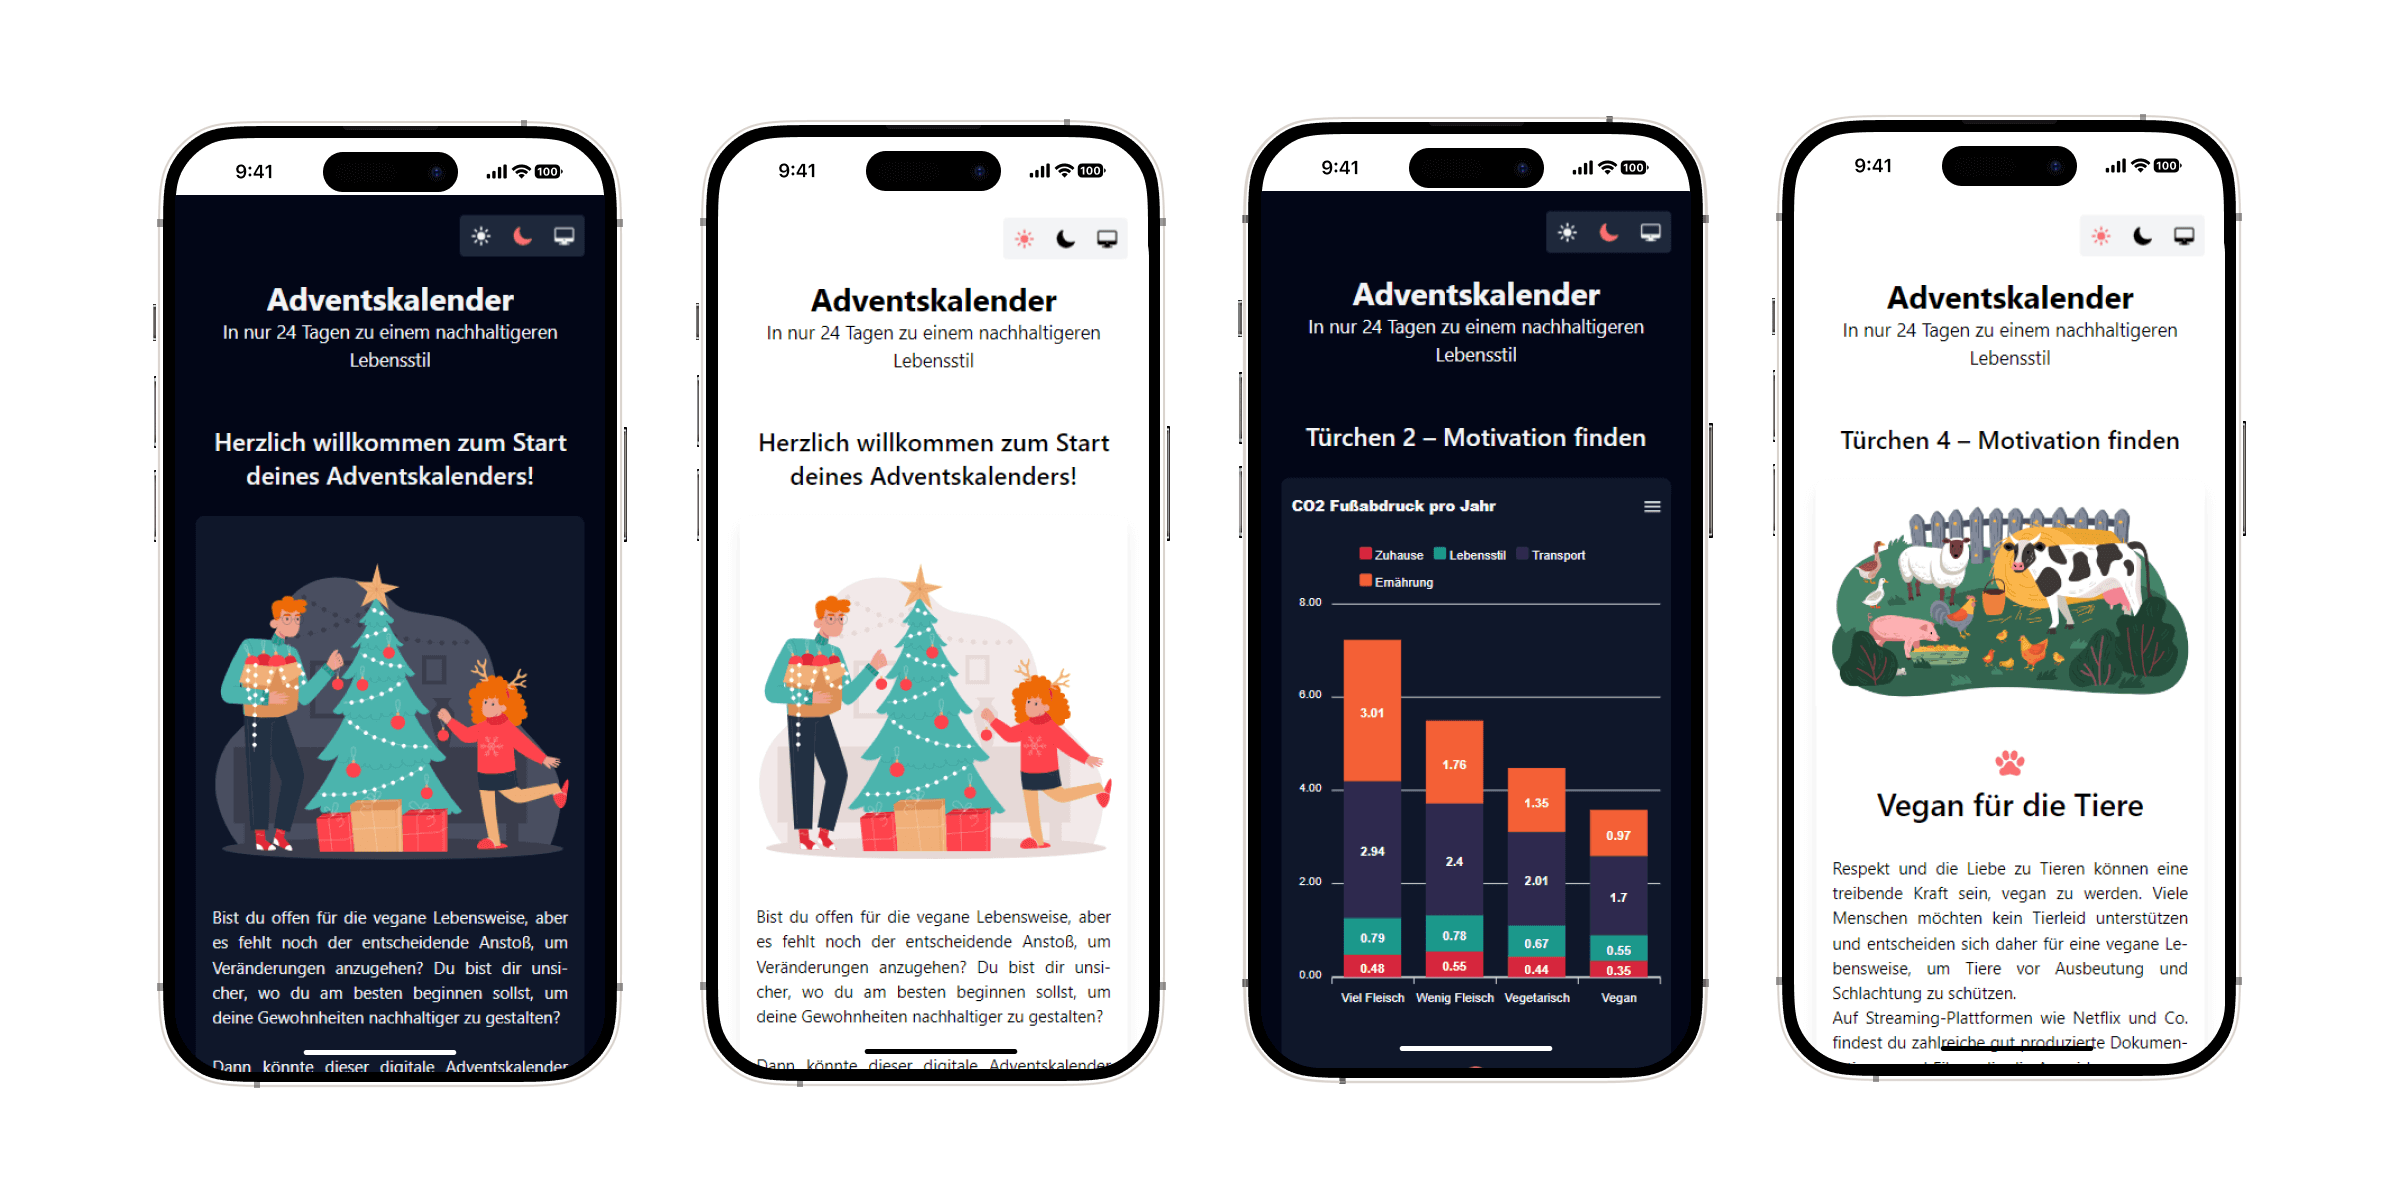 9:41
100
Adventskalender
In nur 24 Tagen zu einem nachhaltigeren
Lebensstil
Herzlich willkommen zum Start
deines Adventskalenders!
Bist du offen für die vegane Lebensweise, aber
es fehlt noch der entscheidende Anstoß, um
Veränderungen anzugehen? Du bist dir unsi-
cher, wo du am besten beginnen sollst, um
deine Gewohnheiten nachhaltiger zu gestalten?
Dann könnte dieser digitale Adventskalender
9:41
100
Adventskalender
In nur 24 Tagen zu einem nachhaltigeren
Lebensstil
Herzlich willkommen zum Start
deines Adventskalenders!
Bist du offen für die vegane Lebensweise, aber
es fehlt noch der entscheidende Anstoß, um
Veränderungen anzugehen? Du bist dir unsi-
cher, wo du am besten beginnen sollst, um
deine Gewohnheiten nachhaltiger zu gestalten?
Dann könnte dieser digitale Adventskalender
9:41
100
Adventskalender
In nur 24 Tagen zu einem nachhaltigeren
Lebensstil
Türchen 2 – Motivation finden
CO2 Fußabdruck pro Jahr
Zuhause Lebensstil Transport
Ernährung
8.00
6.00
3.01
1.76
4.00
1.35
0.97
2.94
2.4
2.01
1.7
2.00
0.79
0.78
0.67
0.55
0.48
0.55
0.44
0.35
0.00
Viel Fleisch Wenig Fleisch Vegetarisch Vegan
9:41
100
Adventskalender
In nur 24 Tagen zu einem nachhaltigeren
Lebensstil
Türchen 4 – Motivation finden
Vegan für die Tiere
Respekt und die Liebe zu Tieren können eine
treibende Kraft sein, vegan zu werden. Viele
Menschen möchten kein Tierleid unterstützen
und entscheiden sich daher für eine vegane Le-
bensweise, um Tiere vor Ausbeutung und
Schlachtung zu schützen.
Auf Streaming-Plattformen wie Netflix und Co.
findest du zahlreiche gut produzierte Dokumen-